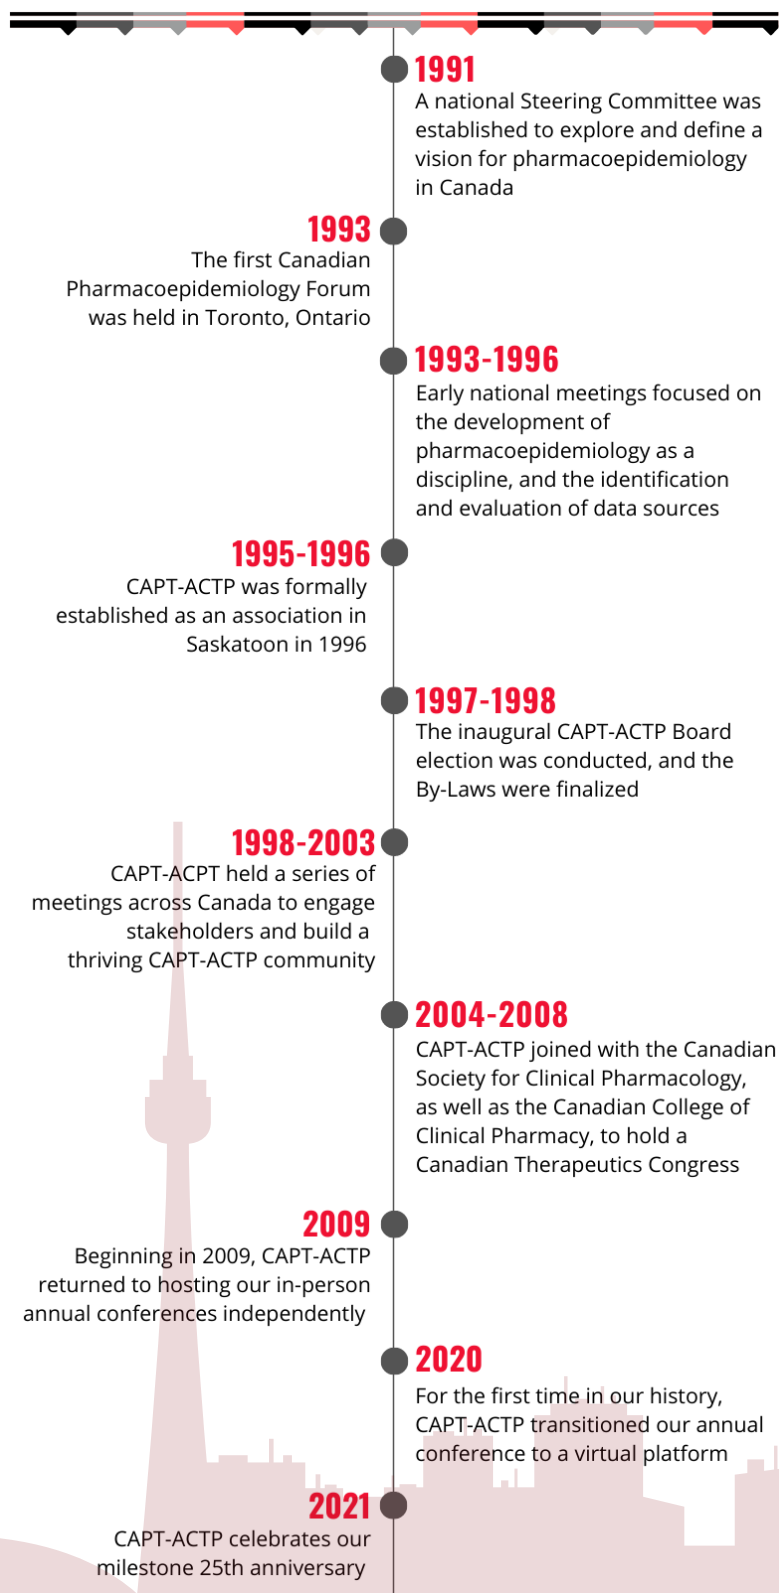 1991
A national Steering Committee was
established to explore and define a
vision for pharmacoepidemiology
in Canada
1993
The first Canadian
Pharmacoepidemiology Forum
was held in Toronto, Ontario
1993-1996
Early national meetings focused on
the development of
pharmacoepidemiology as a
discipline, and the identification
and evaluation of data sources
1995-1996
CAPT-ACTP was formally
established as an association in
Saskatoon in 1996
1997-1998
The inaugural CAPT-ACTP Board
election was conducted, and the
By-Laws were finalized
1998-2003
CAPT-ACPT held a series of
meetings across Canada to engage
stakeholders and build a
thriving CAPT-ACTP community
2004-2008
CAPT-ACTP joined with the Canadian
Society for Clinical Pharmacology,
as well as the Canadian College of
Clinical Pharmacy, to hold a
Canadian Therapeutics Congress
2009
Beginning in 2009, CAPT-ACTP
returned to hosting our in-person
annual conferences independently
2020
For the first time in our history,
CAPT-ACTP transitioned our annual
conference to a virtual platform
2021
CAPT-ACTP celebrates our
milestone 25th anniversary